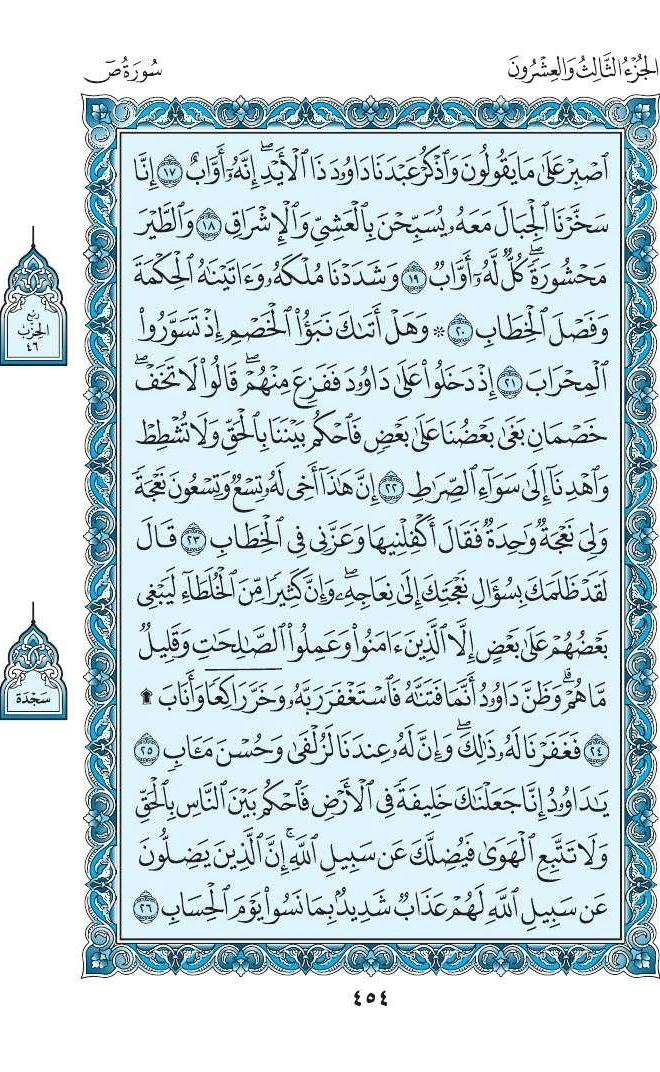 الجُزْءُ الثَّالِثُ وَالعِشْرُونَ
سُورَةُ صٓ
ٱصۡبِرۡ عَلَىٰ مَا يَقُولُونَ وَٱذۡكُرۡ عَبۡدَنَا دَاوُۥدَ ذَا ٱلۡأَيۡدِۖ إِنَّهُۥٓ أَوَّابٌ ١٧ إِنَّا
سَخَّرۡنَا ٱلۡجِبَالَ مَعَهُۥ يُسَبِّحۡنَ بِٱلۡعَشِيِّ وَٱلۡإِشۡرَاقِ ١٨ وَٱلطَّيۡرَ
مَحۡشُورَةٗۖ كُلّٞ لَّهُۥٓ أَوَّابٞ ١٩ وَشَدَدۡنَا مُلۡكَهُۥ وَءَاتَيۡنَٰهُ ٱلۡحِكۡمَةَ
وَفَصۡلَ ٱلۡخِطَابِ ٢٠ ۞ وَهَلۡ أَتَىٰكَ نَبَؤُاْ ٱلۡخَصۡمِ إِذۡ تَسَوَّرُواْ
ٱلۡمِحۡرَابَ ٢١ إِذۡ دَخَلُواْ عَلَىٰ دَاوُۥدَ فَفَزِعَ مِنۡهُمۡۖ قَالُواْ لَا تَخَفۡۖ
خَصۡمَانِ بَغَىٰ بَعۡضُنَا عَلَىٰ بَعۡضٖ فَٱحۡكُم بَيۡنَنَا بِٱلۡحَقِّ وَلَا تُشۡطِطۡ
وَٱهۡدِنَآ إِلَىٰ سَوَآءِ ٱلصِّرَٰطِ ٢٢ إِنَّ هَٰذَآ أَخِي لَهُۥ تِسۡعٞ وَتِسۡعُونَ نَعۡجَةٗ
وَلِيَ نَعۡجَةٞ وَٰحِدَةٞ فَقَالَ أَكۡفِلۡنِيهَا وَعَزَّنِي فِي ٱلۡخِطَابِ ٢٣ قَالَ
لَقَدۡ ظَلَمَكَ بِسُؤَالِ نَعۡجَتِكَ إِلَىٰ نِعَاجِهِۦۖ وَإِنَّ كَثِيرٗا مِّنَ ٱلۡخُلَطَآءِ لَيَبۡغِي
بَعۡضُهُمۡ عَلَىٰ بَعۡضٍ إِلَّا ٱلَّذِينَ ءَامَنُواْ وَعَمِلُواْ ٱلصَّٰلِحَٰتِ وَقَلِيلٞ
مَّا هُمۡۗ وَظَنَّ دَاوُۥدُ أَنَّمَا فَتَنَّٰهُ فَٱسۡتَغۡفَرَ رَبَّهُۥ وَخَرَّۤ رَاكِعٗاۤ وَأَنَابَ ۩
٢٤ فَغَفَرۡنَا لَهُۥ ذَٰلِكَۖ وَإِنَّ لَهُۥ عِندَنَا لَزُلۡفَىٰ وَحُسۡنَ مَـَٔابٖ ٢٥
يَٰدَاوُۥدُ إِنَّا جَعَلۡنَٰكَ خَلِيفَةٗ فِي ٱلۡأَرۡضِ فَٱحۡكُم بَيۡنَ ٱلنَّاسِ بِٱلۡحَقِّ
وَلَا تَتَّبِعِ ٱلۡهَوَىٰ فَيُضِلَّكَ عَن سَبِيلِ ٱللَّهِۚ إِنَّ ٱلَّذِينَ يَضِلُّونَ
عَن سَبِيلِ ٱللَّهِ لَهُمۡ عَذَابٞ شَدِيدُۢ بِمَا نَسُواْ يَوۡمَ ٱلۡحِسَابِ ٢٦
رُبع
الحِزْب
٤٦
سَجْدَة
٤٥٤